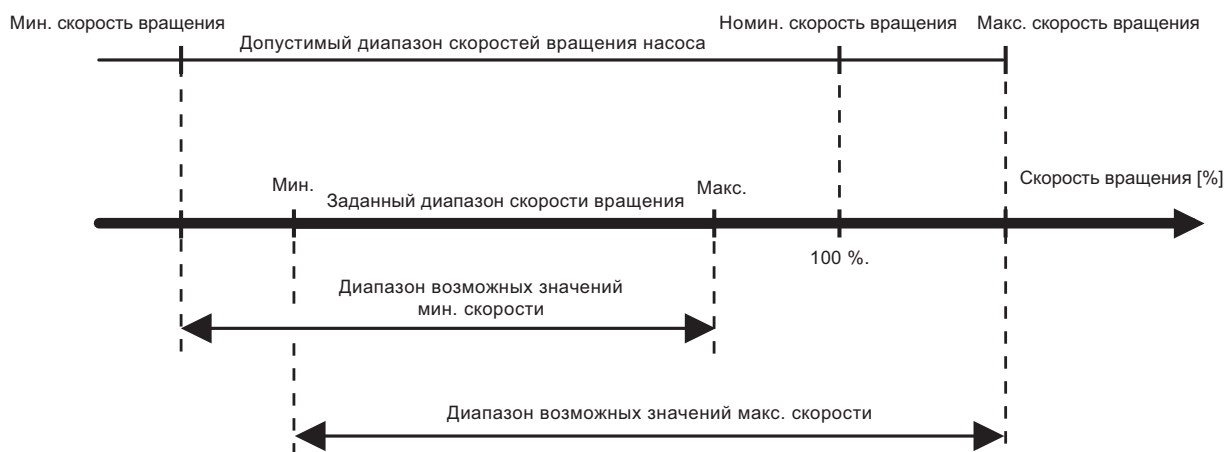 Мин. скорость вращения
Номин. скорость вращения
Макс. скорость вращения
Допустимый диапазон скоростей вращения насоса
Мин.
Заданный диапазон скорости вращения
Макс.
Скорость вращения [%]
100 %.
Диапазон возможных значений
мин. скорости
Диапазон возможных значений макс. скорости